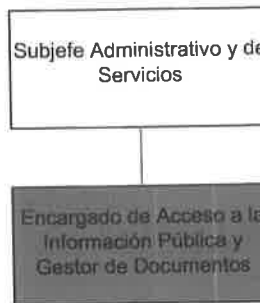 Subjefe Administrativo y de
Servicios
Encargado de Acceso a la
Información Pública y
Gestor de Documentos